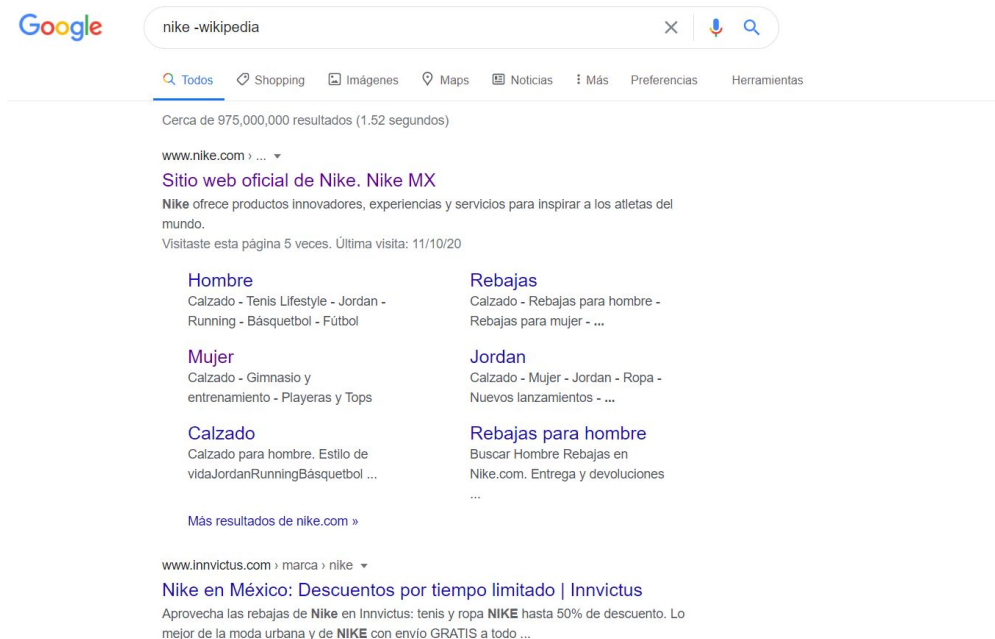 Google
nike -wikipedia
Todos Shopping Imágenes Maps Noticias Más Preferencias Herramientas
Cerca de 975,000,000 resultados (1.52 segundos)
www.nike.com › ...
Sitio web oficial de Nike. Nike MX
Nike ofrece productos innovadores, experiencias y servicios para inspirar a los atletas del
mundo.
Visitaste esta página 5 veces. Última visita: 11/10/20
Hombre
Calzado - Tenis Lifestyle - Jordan -
Running - Básquetbol - Fútbol
Rebajas
Calzado - Rebajas para hombre -
Rebajas para mujer - ...
Mujer
Calzado - Gimnasio y
entrenamiento - Playeras y Tops
Jordan
Calzado - Mujer - Jordan - Ropa -
Nuevos lanzamientos - ...
Calzado
Calzado para hombre. Estilo de
vidaJordanRunningBásquetbol ...
Rebajas para hombre
Buscar Hombre Rebajas en
Nike.com. Entrega y devoluciones
...
Más resultados de nike.com »
www.innvictus.com › marca › nike
Nike en México: Descuentos por tiempo limitado | Innvictus
Aprovecha las rebajas de Nike en Innvictus: tenis y ropa NIKE hasta 50% de descuento. Lo
mejor de la moda urbana y de NIKE con envío GRATIS a todo ...